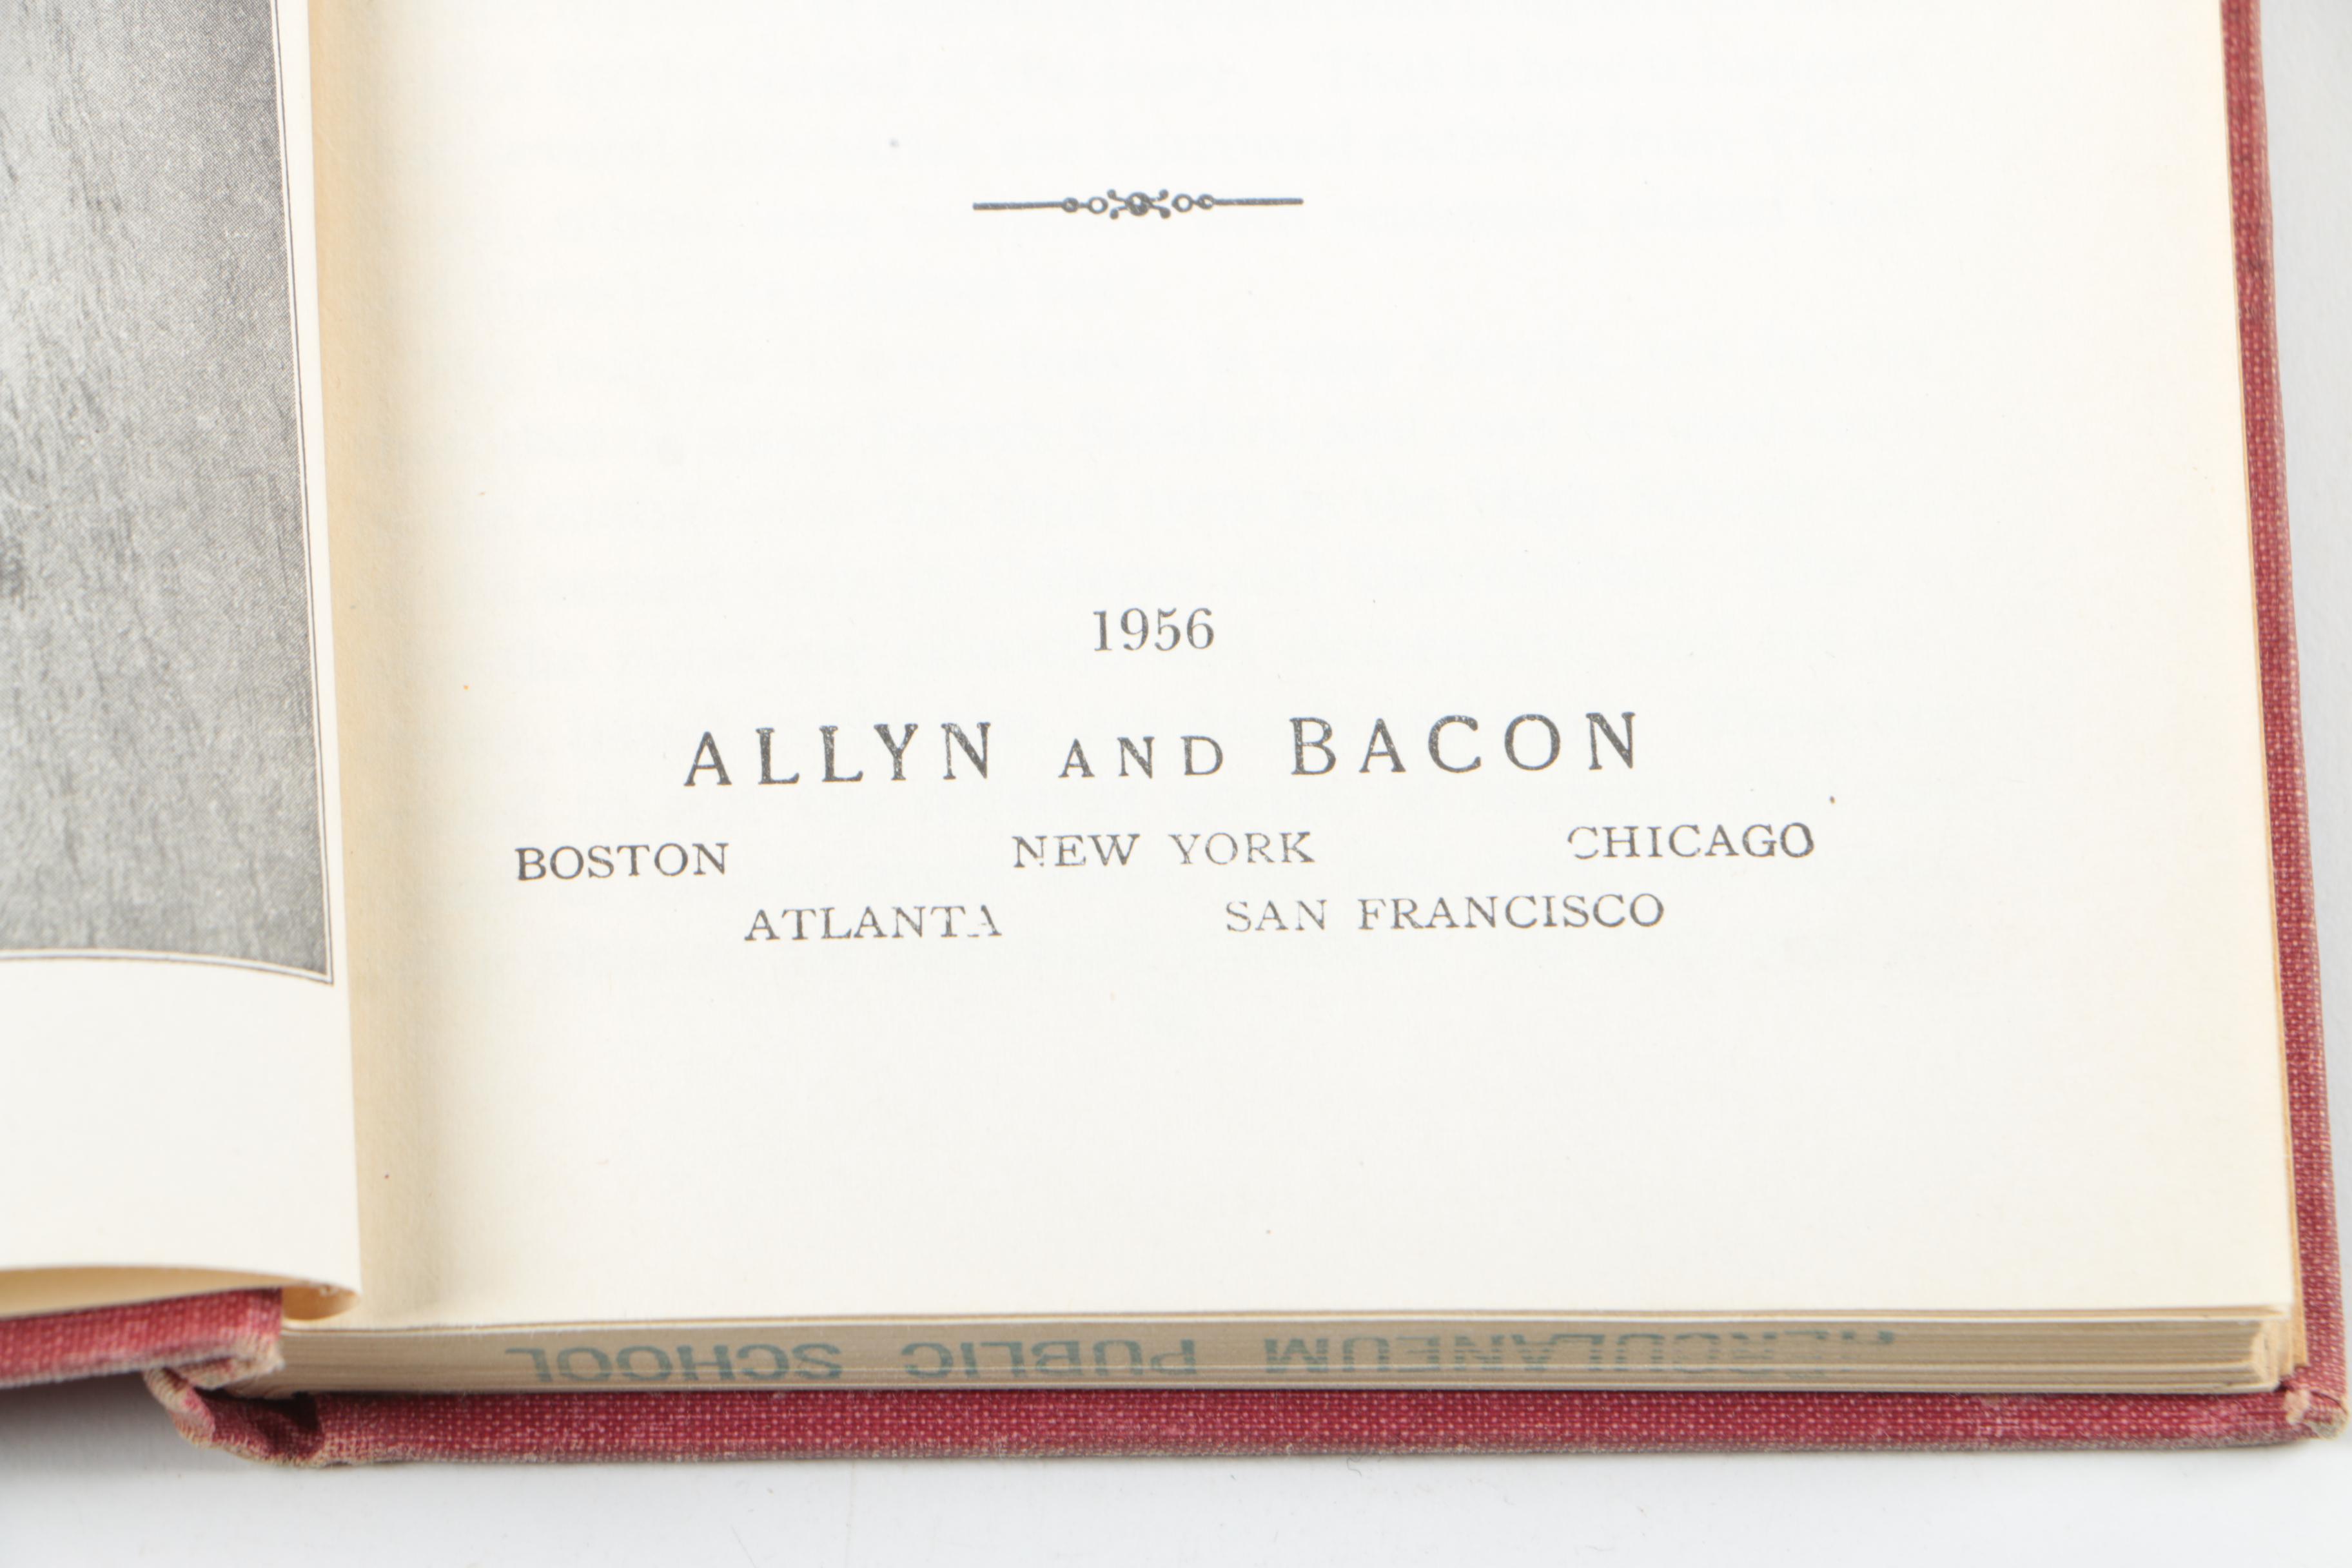 1956
ALLYN AND BACON
BOSTON NEW YORK CHICAGO
ATLANTA SAN FRANCISCO
HERCULANEUM PUBLIC SCHOOL